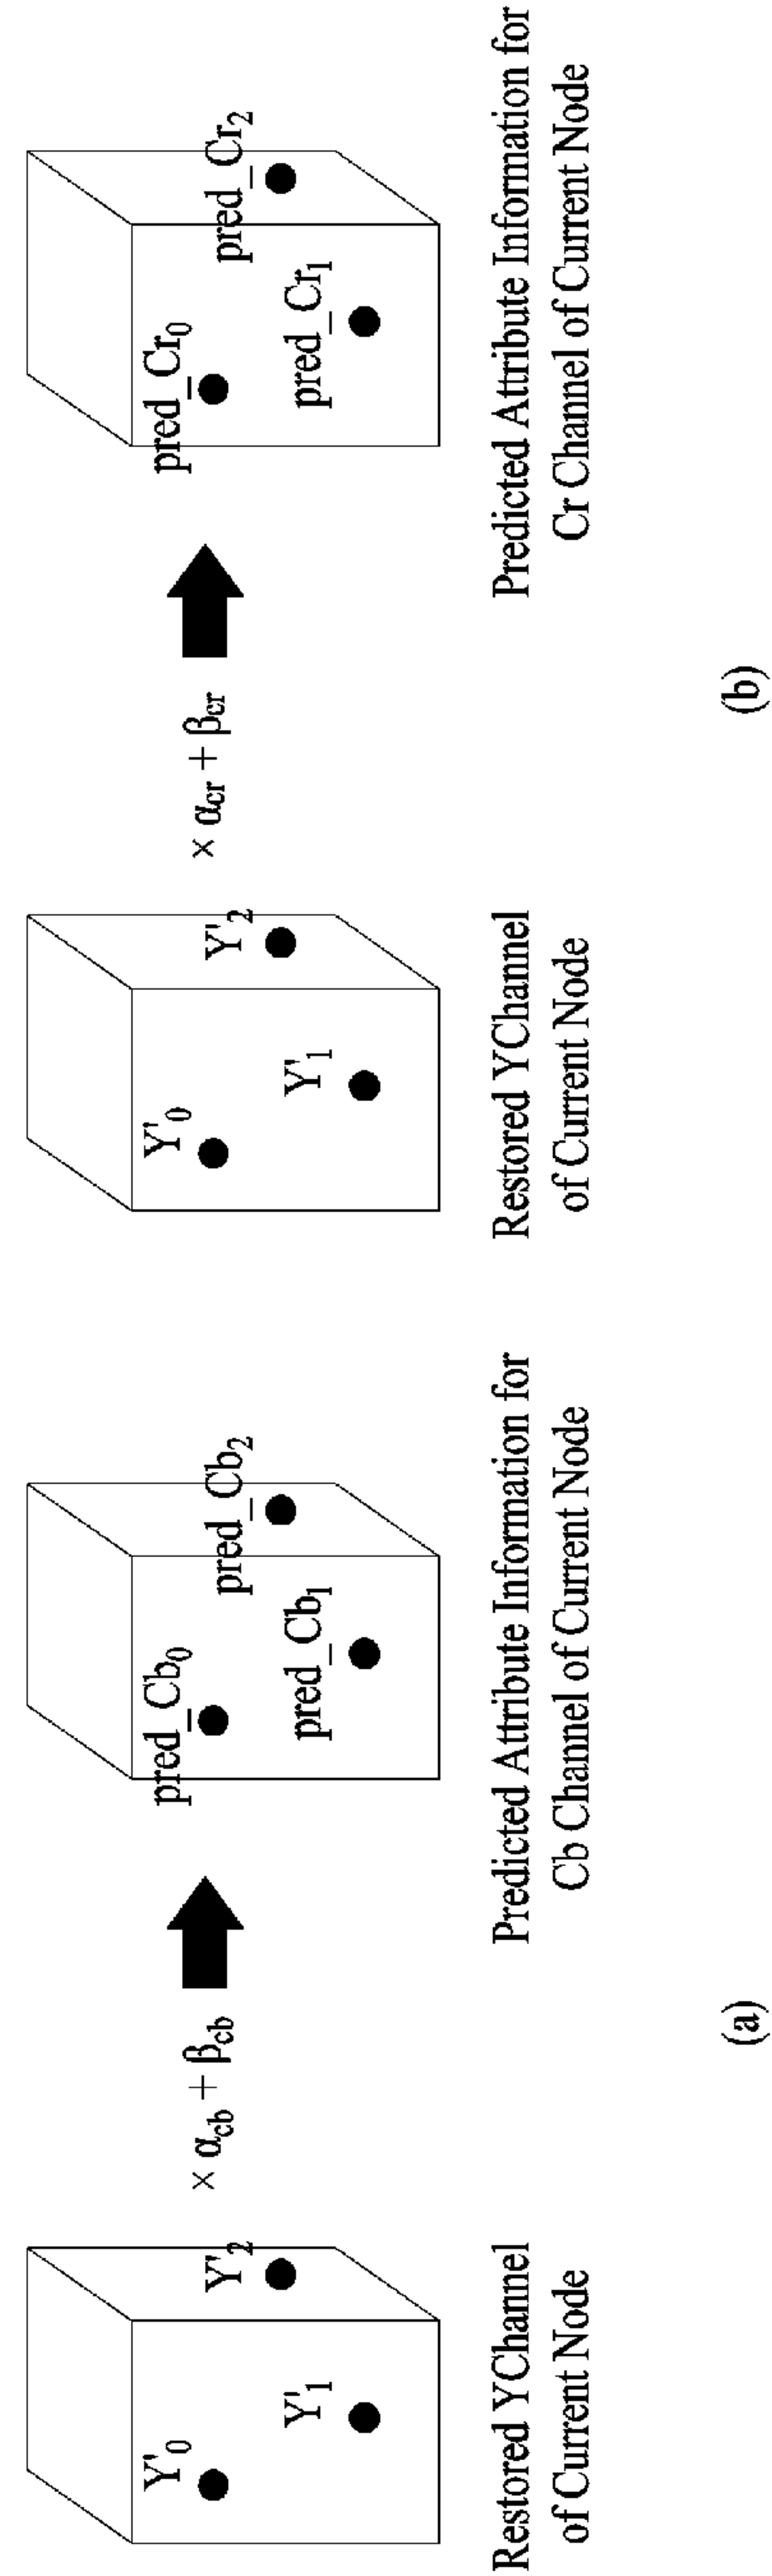 Y'0
Y'1
Y'2
Restored YChannel
of Current Node
× αcb + βcb
pred_Cb0
pred_Cb1
pred_Cb2
Predicted Attribute Information for
Cb Channel of Current Node
(a)
Y'0
Y'1
Y'2
Restored YChannel
of Current Node
× αcr + βcr
pred_Cr0
pred_Cr1
pred_Cr2
Predicted Attribute Information for
Cr Channel of Current Node
(b)